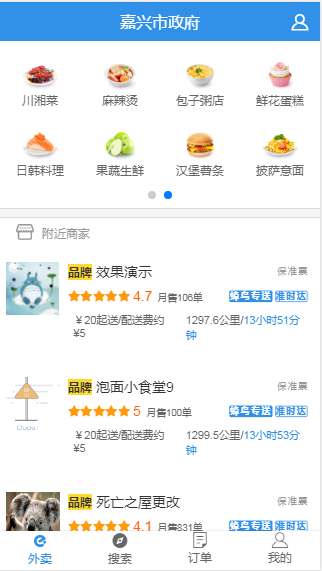 嘉兴市政府
川湘菜 麻辣烫 包子粥店 鲜花蛋糕
日韩料理 果蔬生鲜 汉堡薯条 披萨意面
附近商家
品牌 效果演示 保准票
4.7 月售106单 蜂鸟专送 准时达
￥20起送/配送费约¥5 1297.6公里/13小时51分钟
Oops!
品牌 泡面小食堂9 保准票
5 月售100单 蜂鸟专送 准时达
￥20起送/配送费约¥5 1299.5公里/13小时53分钟
品牌 死亡之屋更改 保准票
4.1 月售831单 蜂鸟专送 准时达
外卖 搜索 订单 我的